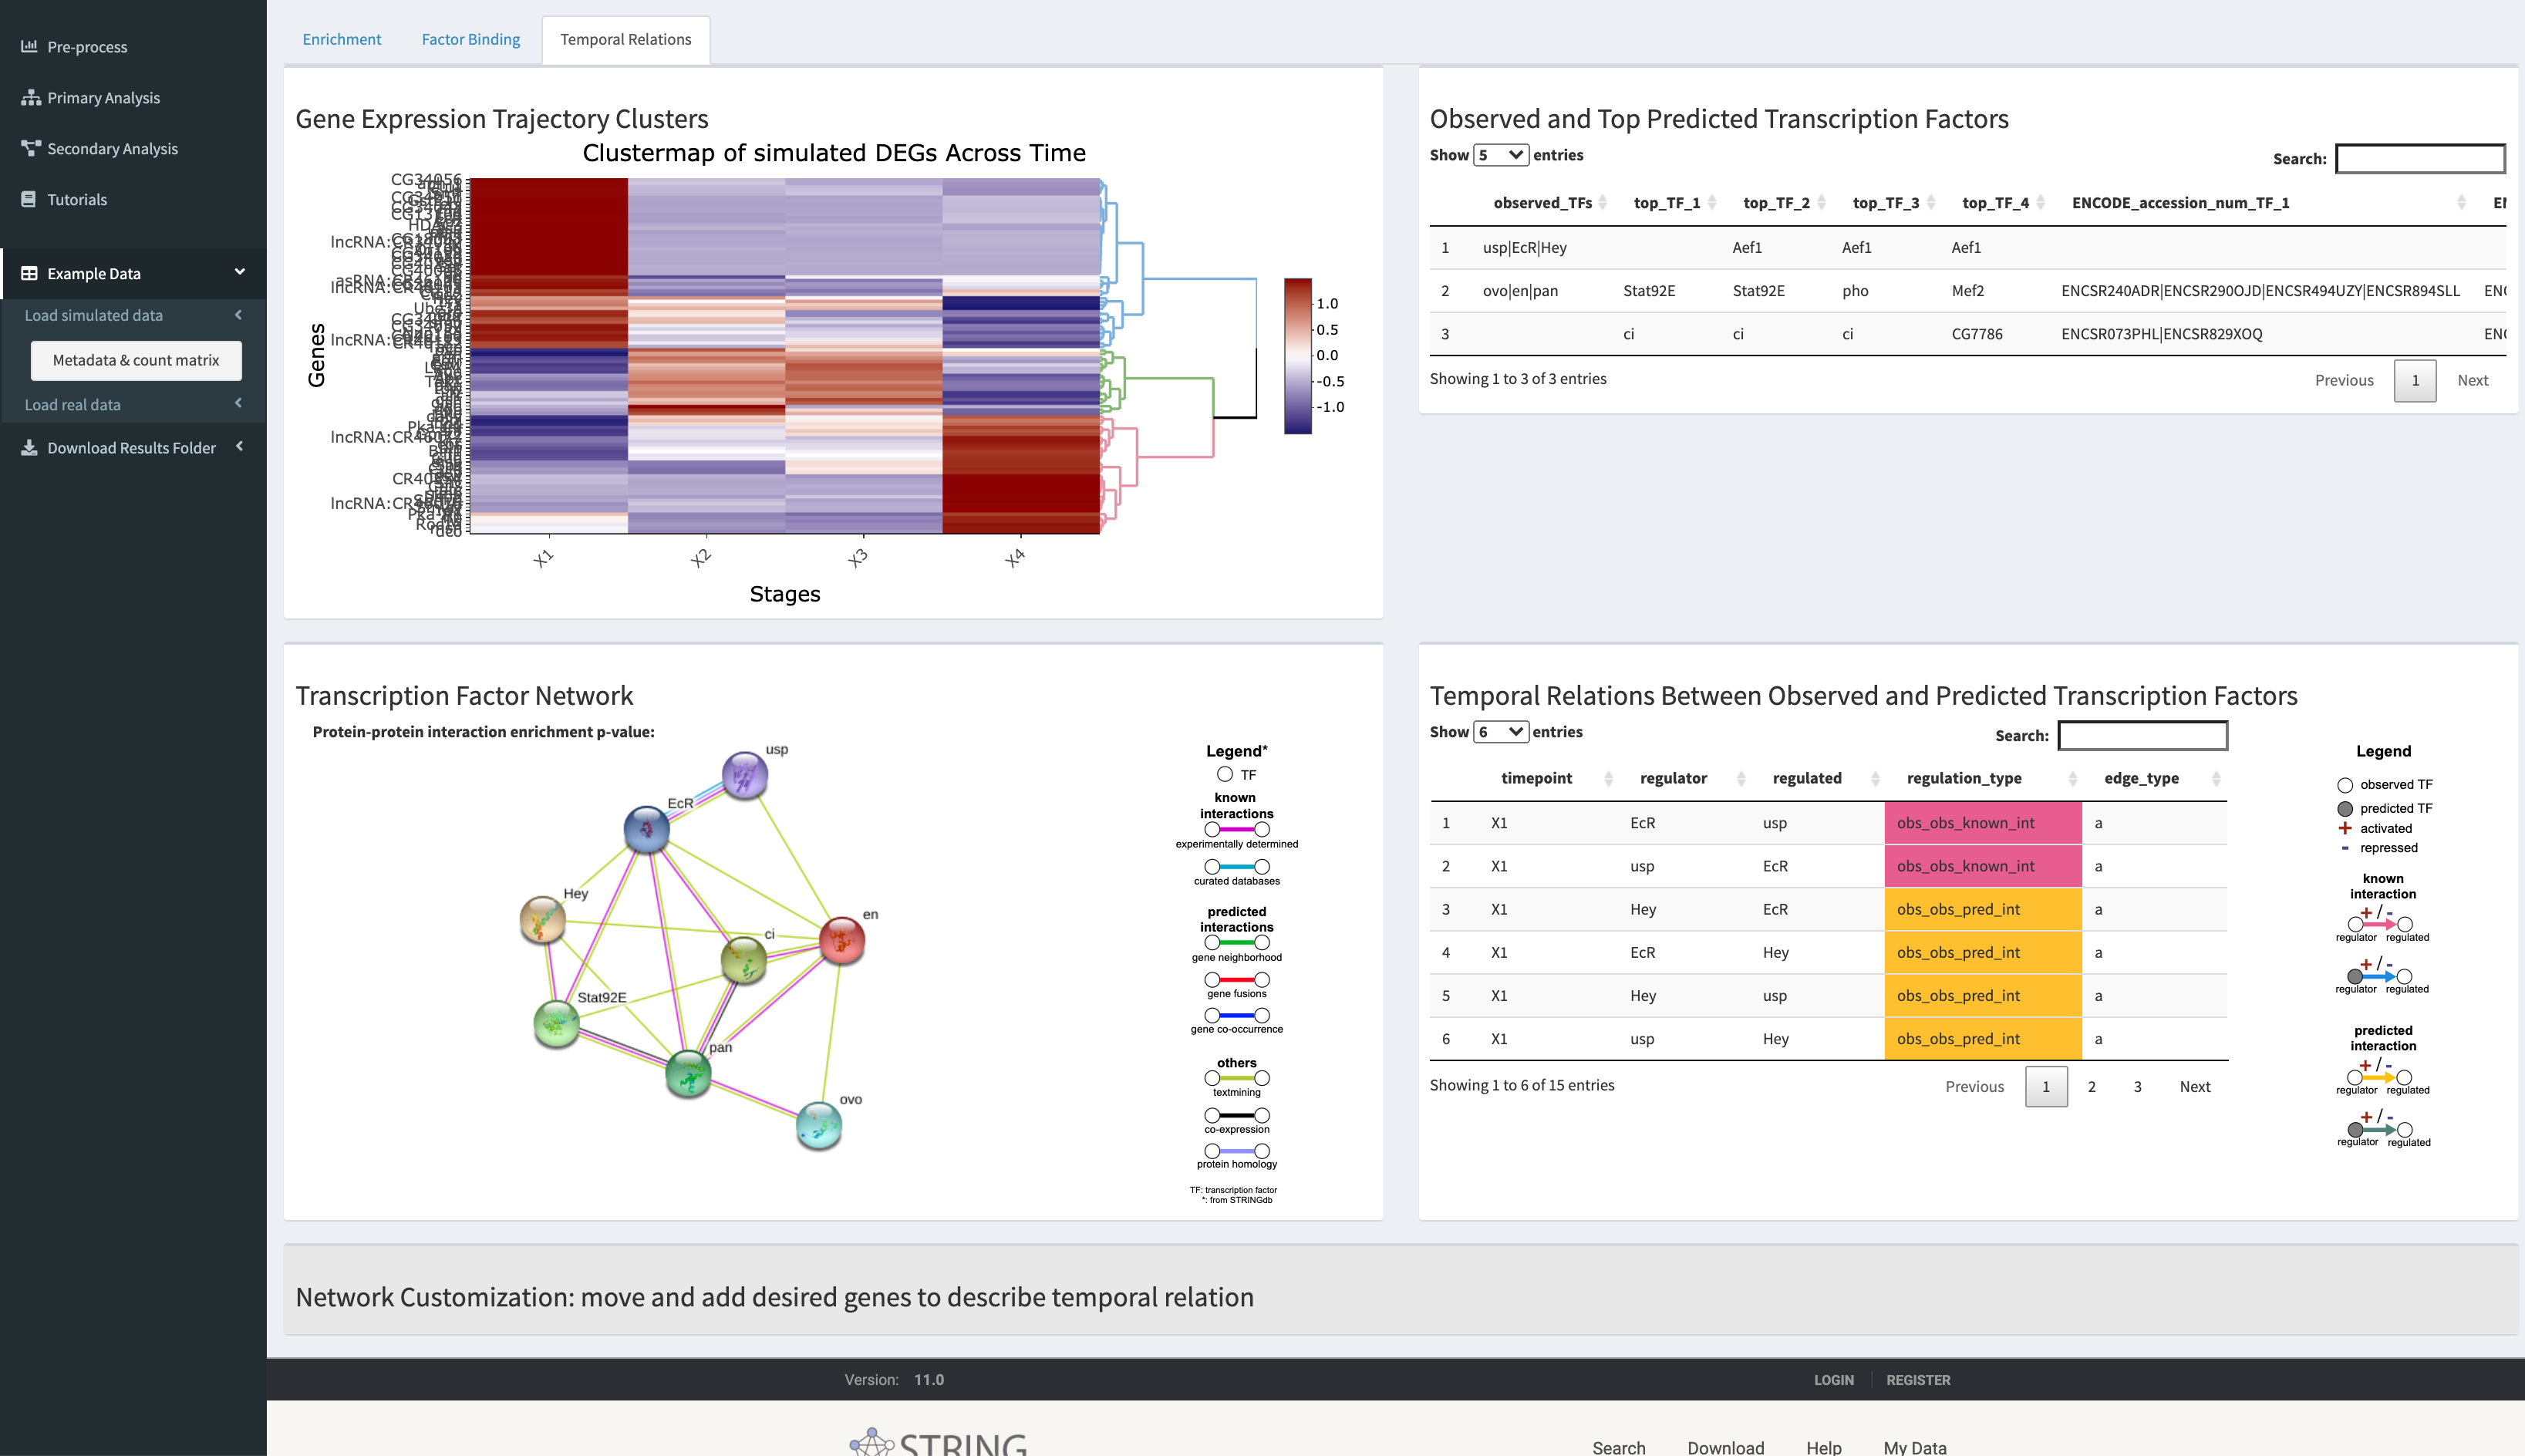 Pre-process
Primary Analysis
Secondary Analysis
Tutorials
Example Data
Load simulated data
Metadata & count matrix
Load real data
Download Results Folder
Enrichment
Factor Binding
Temporal Relations
Gene Expression Trajectory Clusters
Clustermap of simulated DEGs Across Time
Genes
CG34056
lncRNA:CR46072
CR40354
dco
1.0
0.5
0.0
-0.5
-1.0
X1 X2 X3 X4
Stages
Observed and Top Predicted Transcription Factors
Show 5 entries
Search:
observed_TFs top_TF_1 top_TF_2 top_TF_3 top_TF_4 ENCODE_accession_num_TF_1
1 usp|EcR|Hey Aef1 Aef1 Aef1
2 ovo|en|pan Stat92E Stat92E pho Mef2 ENCSR240ADR|ENCSR290OJD|ENCSR494UZY|ENCSR894SLL
3 ci ci ci CG7786 ENCSR073PHL|ENCSR829XOQ
Showing 1 to 3 of 3 entries
Previous 1 Next
Transcription Factor Network
Protein-protein interaction enrichment p-value:
usp
EcR
Hey
en
ci
Stat92E
pan
ovo
Legend*
TF
known
interactions
experimentally determined
curated databases
predicted
interactions
gene neighborhood
gene fusions
gene co-occurrence
others
textmining
co-expression
protein homology
TF: transcription factor
*: from STRINGdb
Temporal Relations Between Observed and Predicted Transcription Factors
Show 6 entries
Search:
timepoint regulator regulated regulation_type edge_type
1 X1 EcR usp obs_obs_known_int a
2 X1 usp EcR obs_obs_known_int a
3 X1 Hey EcR obs_obs_pred_int a
4 X1 EcR Hey obs_obs_pred_int a
5 X1 Hey usp obs_obs_pred_int a
6 X1 usp Hey obs_obs_pred_int a
Showing 1 to 6 of 15 entries
Previous 1 2 3 Next
Legend
observed TF
predicted TF
+ activated
- repressed
known
interaction
+ / -
regulator regulated
+ / -
regulator regulated
predicted
interaction
+ / -
regulator regulated
+ / -
regulator regulated
Network Customization: move and add desired genes to describe temporal relation
Version: 11.0
LOGIN | REGISTER
STRING
Search Download Help My Data